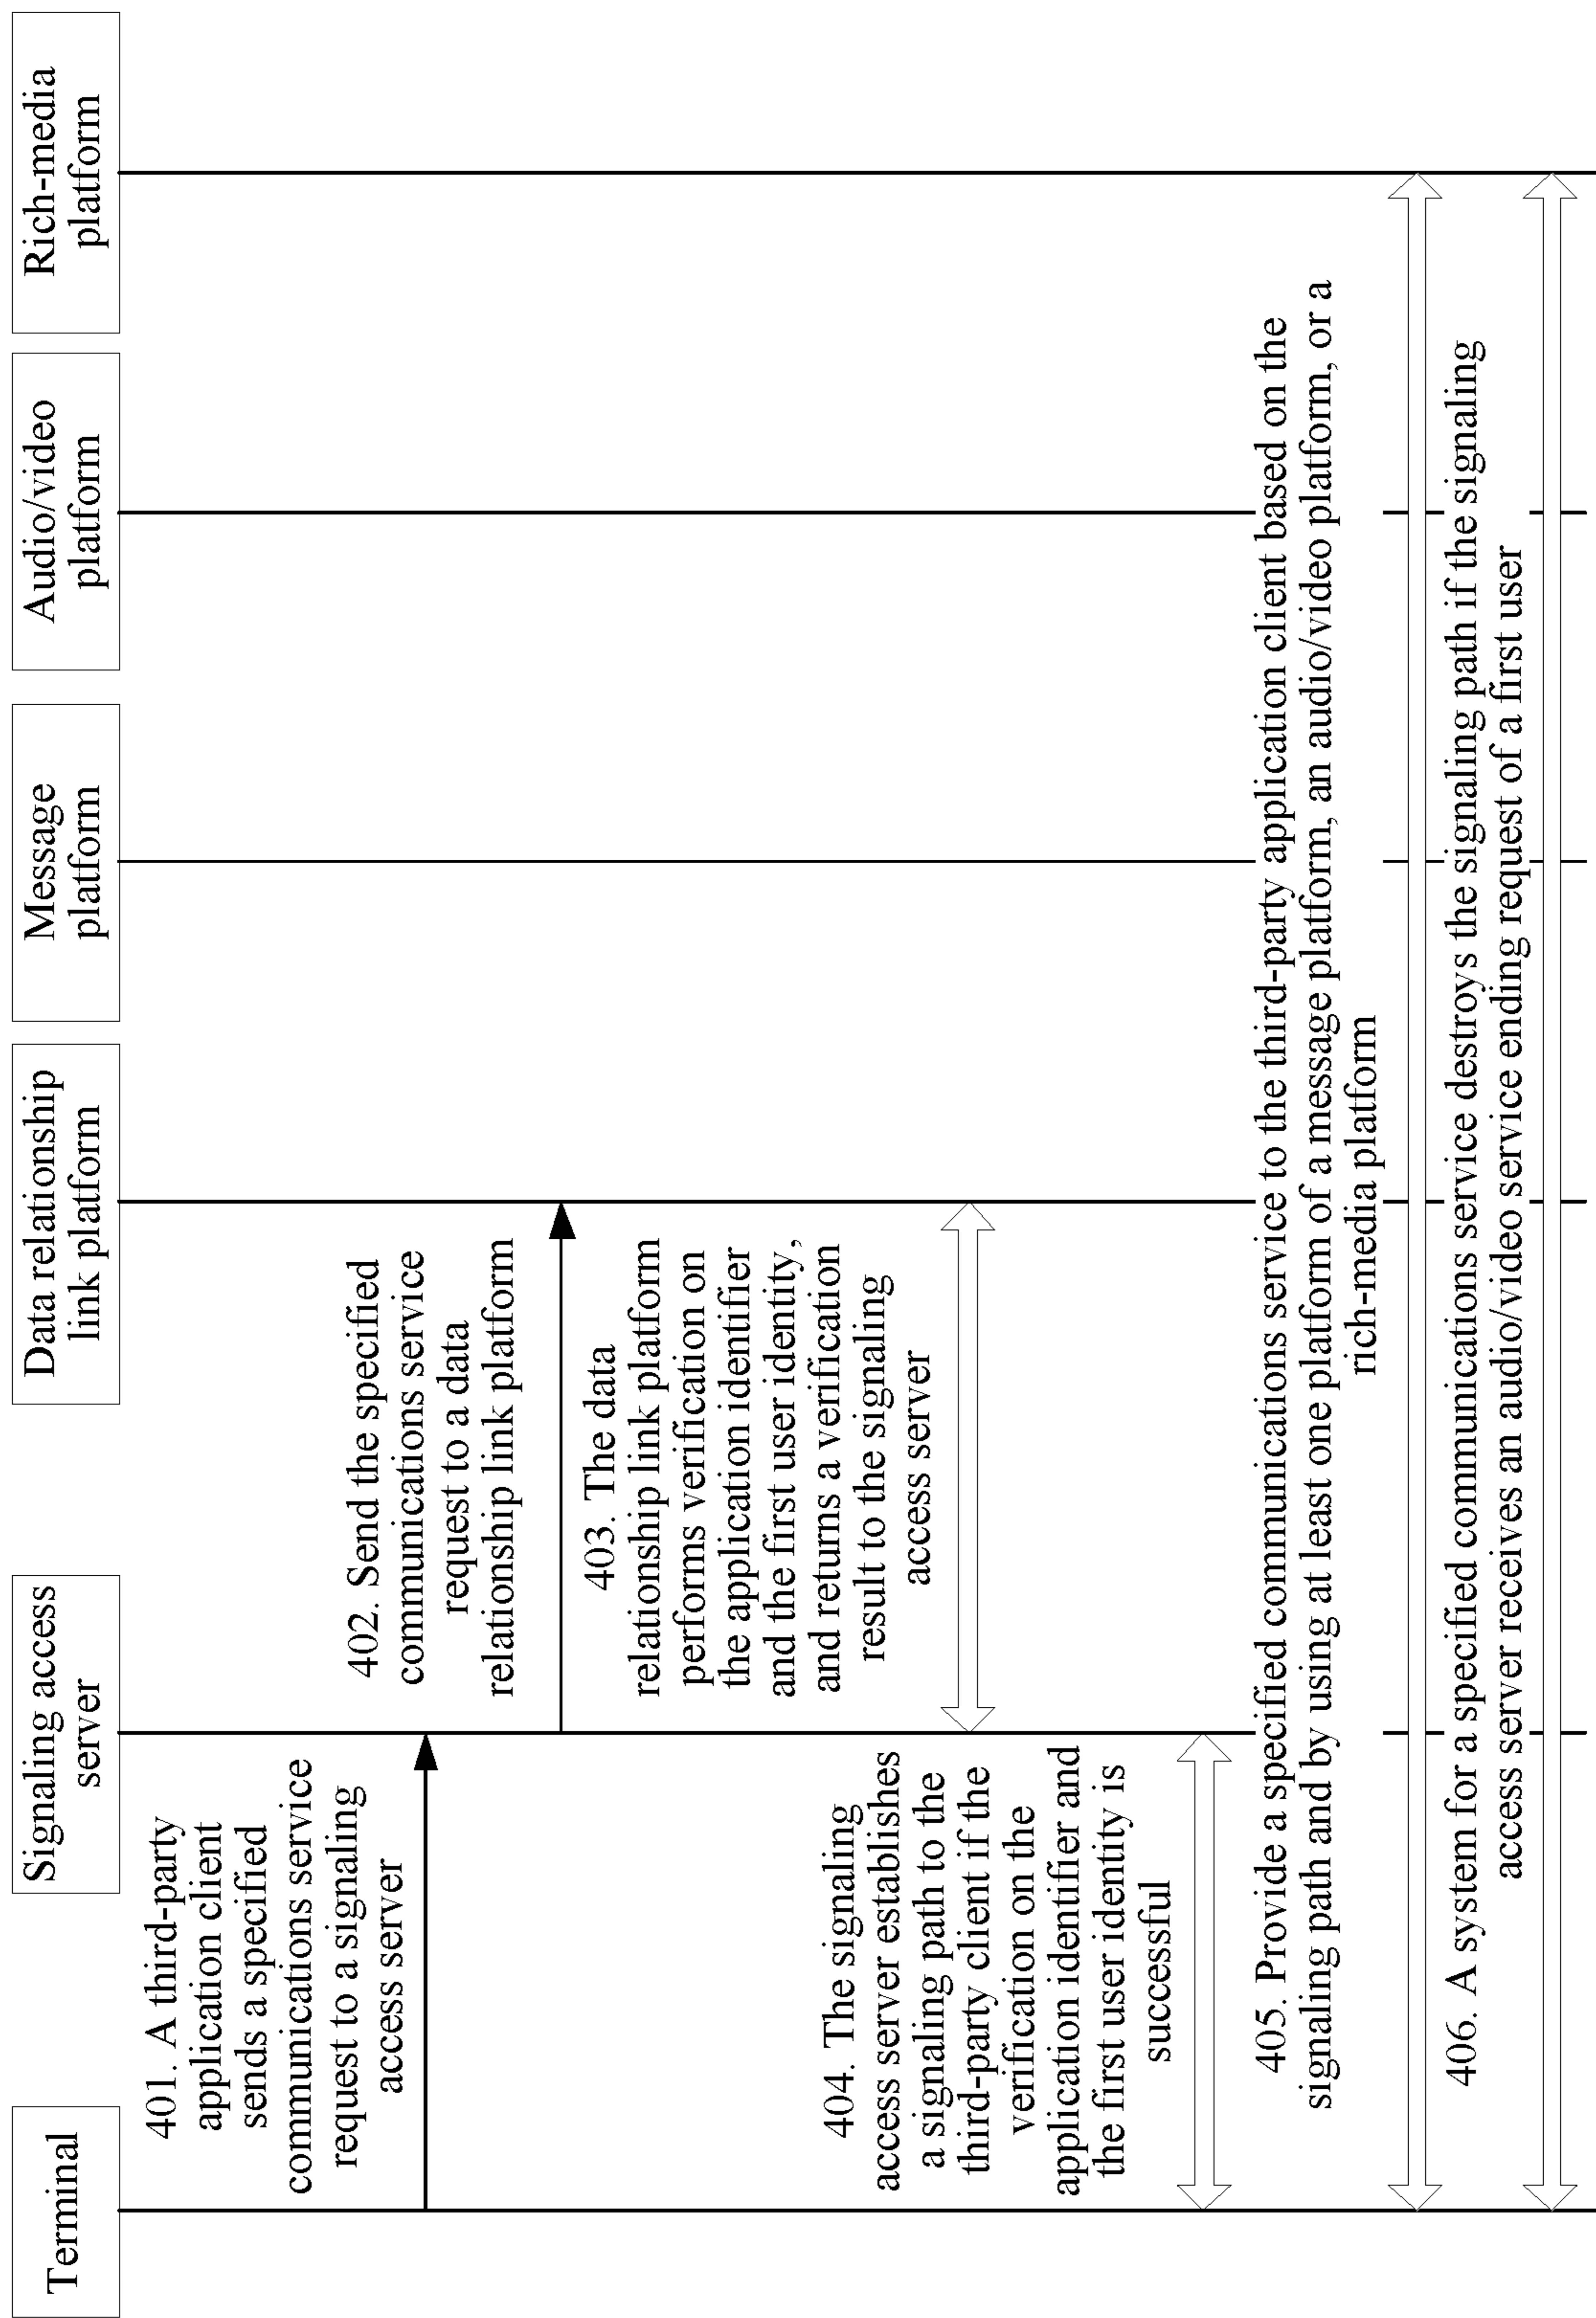 Terminal
Signaling access
server
Data relationship
link platform
Message
platform
Audio/video
platform
Rich-media
platform
401. A third-party
application client
sends a specified
communications service
request to a signaling
access server
402. Send the specified
communications service
request to a data
relationship link platform
403. The data
relationship link platform
performs verification on
the application identifier
and the first user identity,
and returns a verification
result to the signaling
access server
404. The signaling
access server establishes
a signaling path to the
third-party client if the
verification on the
application identifier and
the first user identity is
successful
405. Provide a specified communications service to the third-party application client based on the
signaling path and by using at least one platform of a message platform, an audio/video platform, or a
rich-media platform
406. A system for a specified communications service destroys the signaling path if the signaling
access server receives an audio/video service ending request of a first user